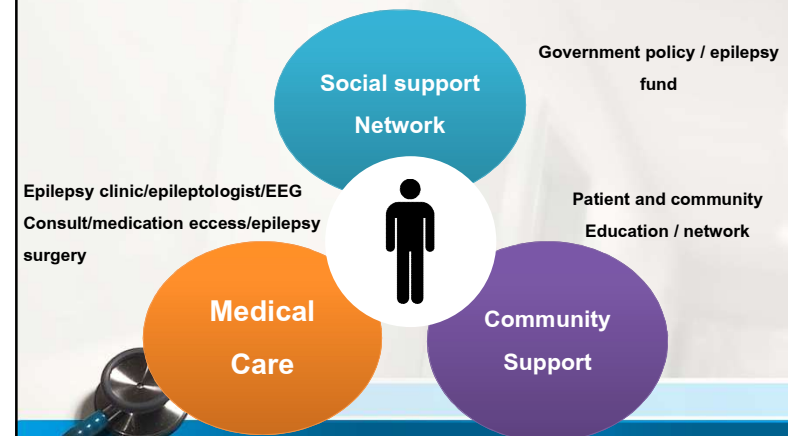 Government policy / epilepsy
fund
Social support
Network
Epilepsy clinic/epileptologist/EEG
Consult/medication eccess/epilepsy
surgery
Patient and community
Education / network
Medical
Care
Community
Support